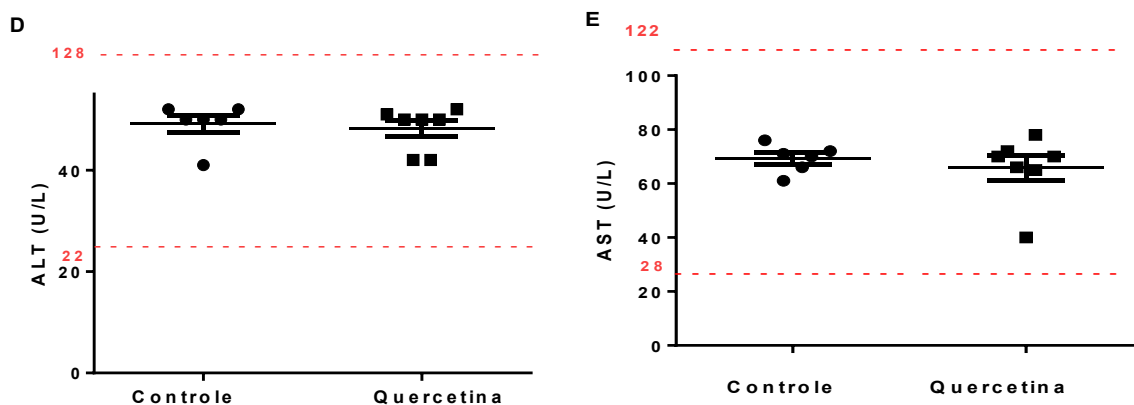 D
128
ALT (U/L)
40
22
20
0
Controle
Quercetina
E
122
AST (U/L)
100
80
60
40
28
20
0
Controle
Quercetina